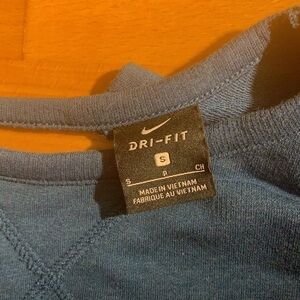 DRI-FIT
S
S P CH
MADE IN VIETNAM
FABRIQUE AU VIETNAM